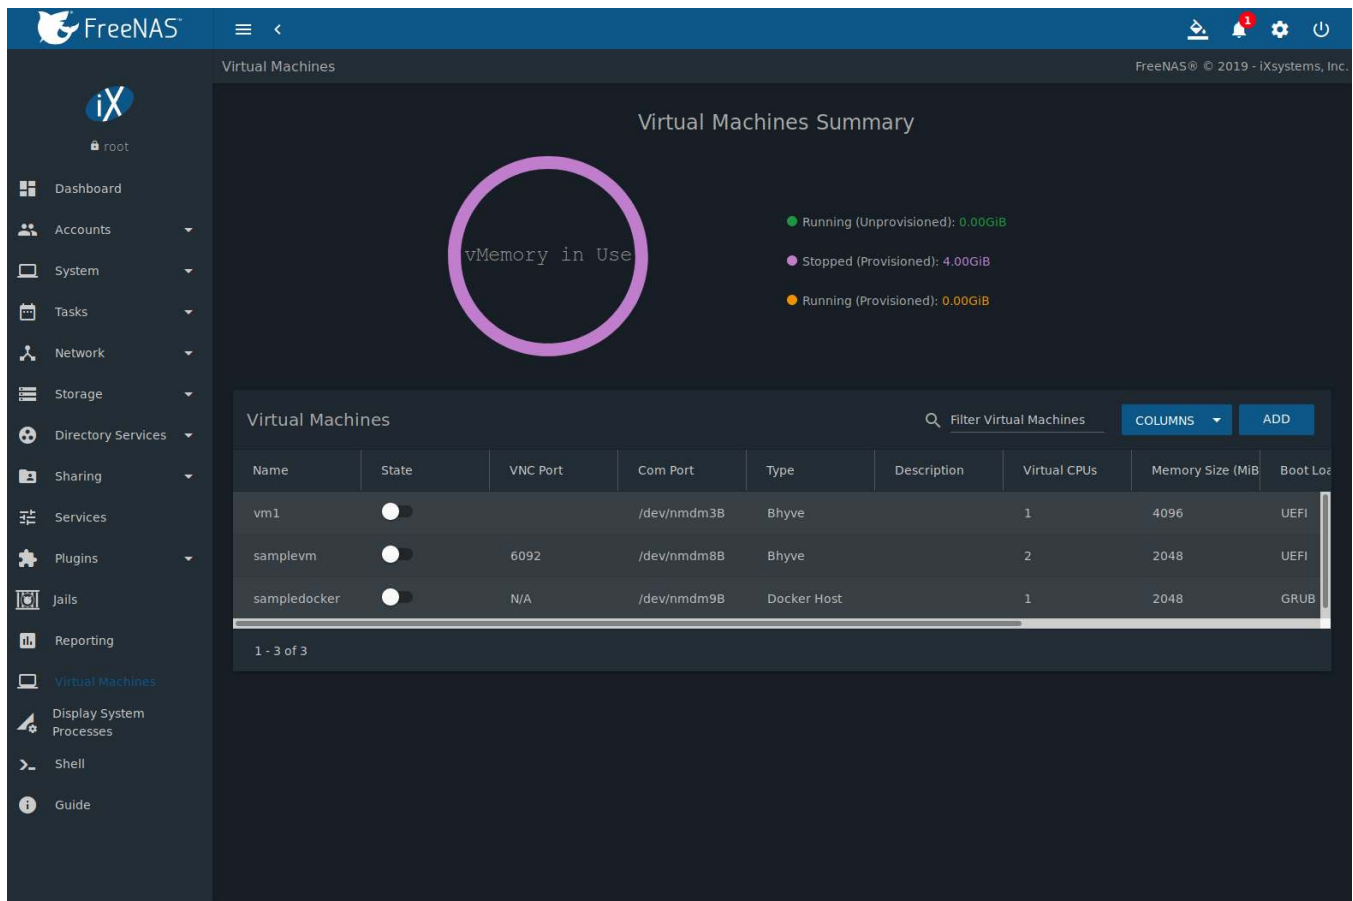 FreeNAS
1
Virtual Machines
FreeNAS® © 2019 - iXsystems, Inc.
iX
root
Dashboard
Accounts
System
Tasks
Network
Storage
Directory Services
Sharing
Services
Plugins
Jails
Reporting
Virtual Machines
Display System
Processes
Shell
Guide
Virtual Machines Summary
vMemory in Use
Running (Unprovisioned): 0.00GiB
Stopped (Provisioned): 4.00GiB
Running (Provisioned): 0.00GiB
Virtual Machines
Filter Virtual Machines
COLUMNS
ADD
Name State VNC Port Com Port Type Description Virtual CPUs Memory Size (MiB Boot Loa
vm1 /dev/nmdm3B Bhyve 1 4096 UEFI
samplevm 6092 /dev/nmdm8B Bhyve 2 2048 UEFI
sampledocker N/A /dev/nmdm9B Docker Host 1 2048 GRUB
1 - 3 of 3